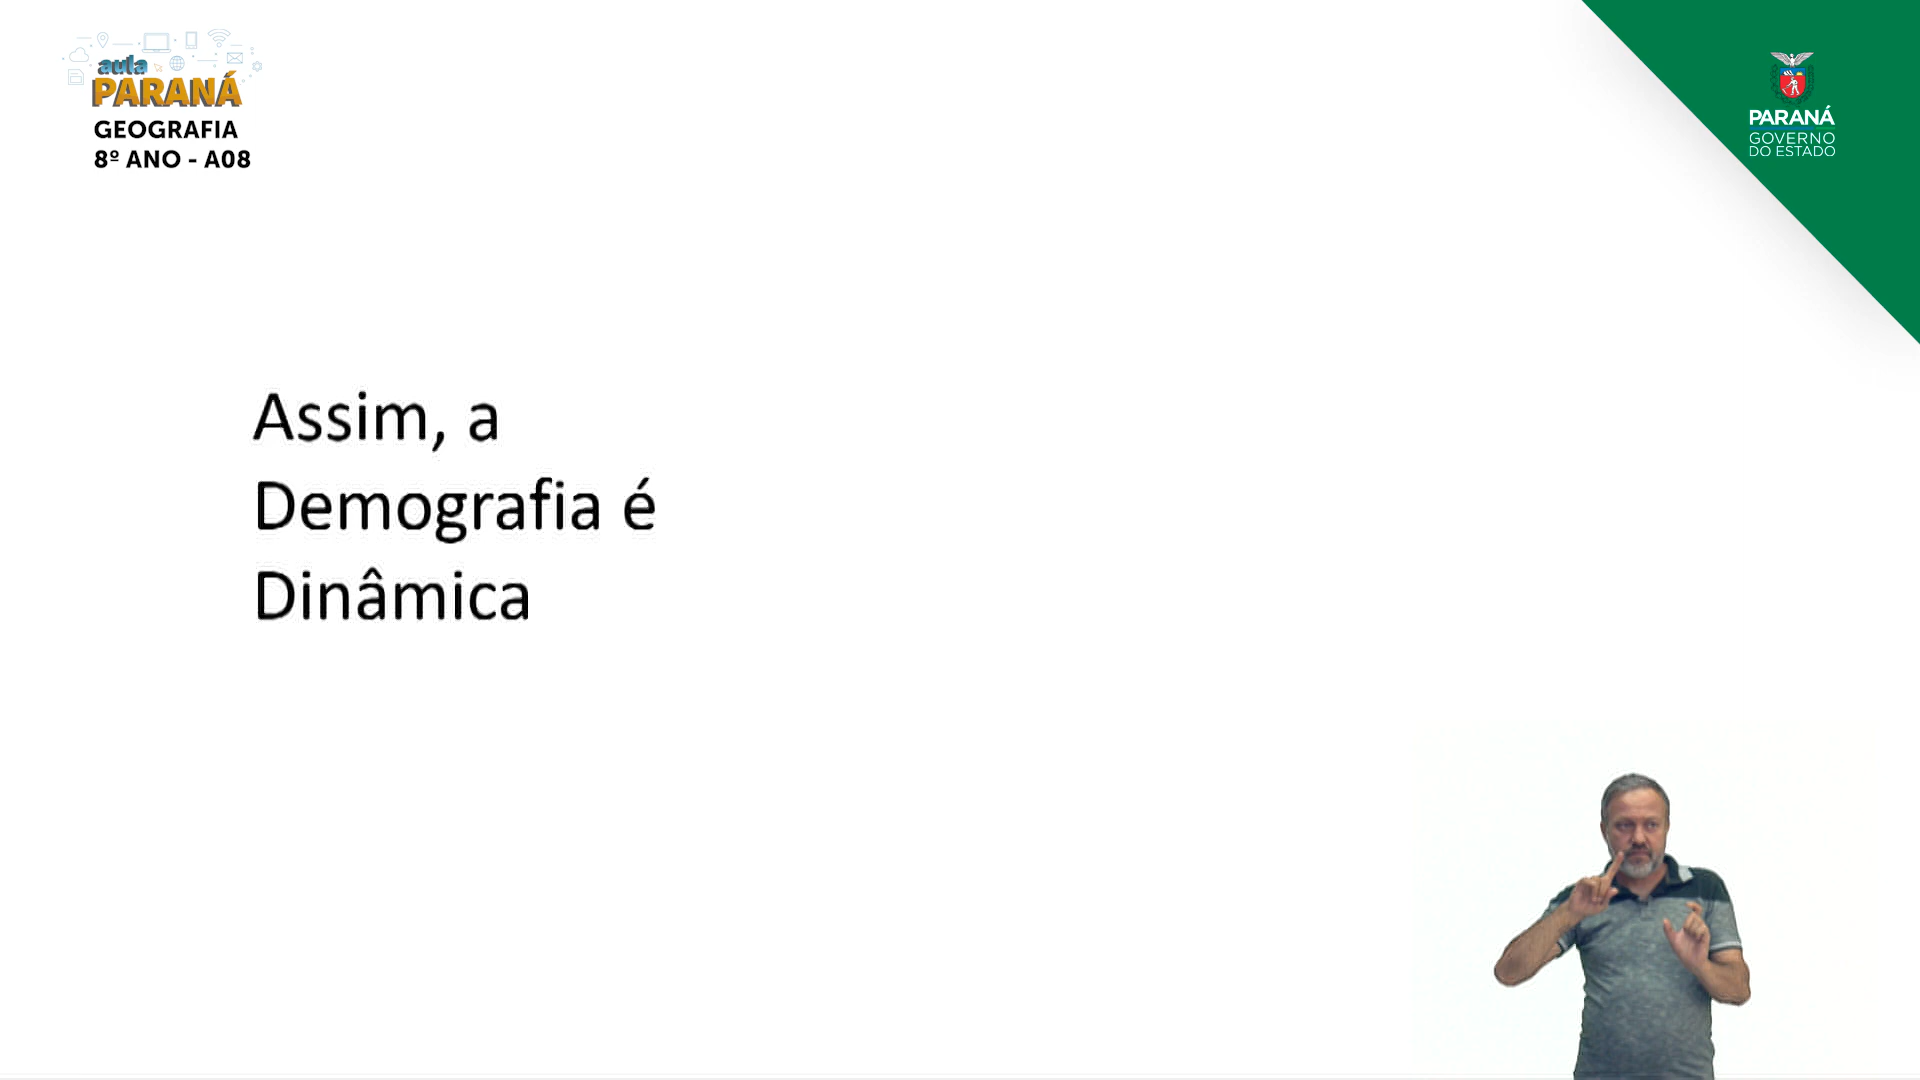 aula
PARANÁ
GEOGRAFIA
8º ANO - A08
PARANÁ
GOVERNO
DO ESTADO
Assim, a
Demografia é
Dinâmica